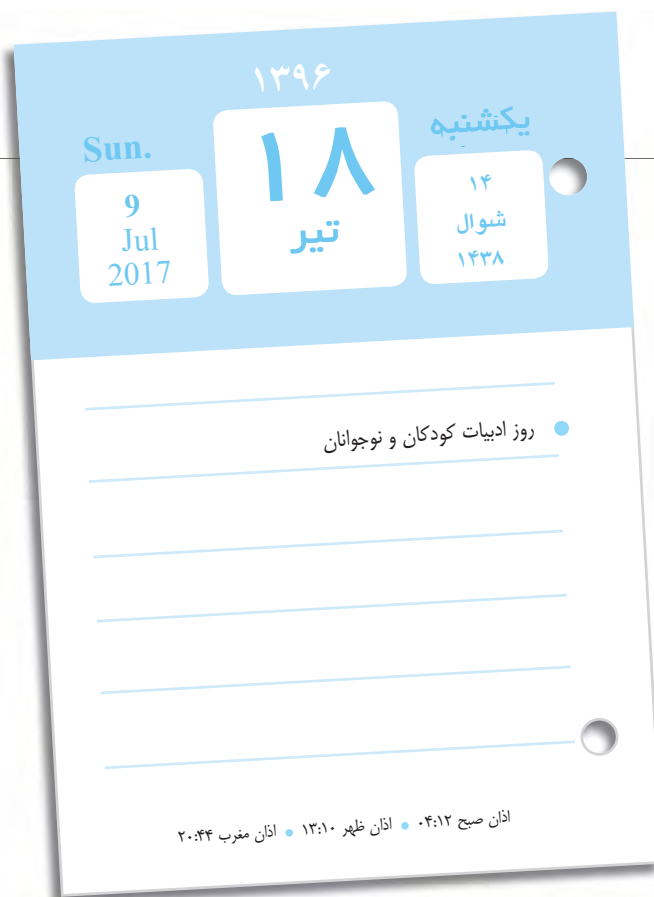 ۱۳۹۶
یکشنبه
۱۴
شوال
۱۴۳۸
۱۸
تیر
Sun.
9
Jul
2017
روز ادبیات کودکان و نوجوانان
اذان صبح ۰۴:۱۲ • اذان ظهر ۱۳:۱۰ • اذان مغرب ۲۰:۴۴